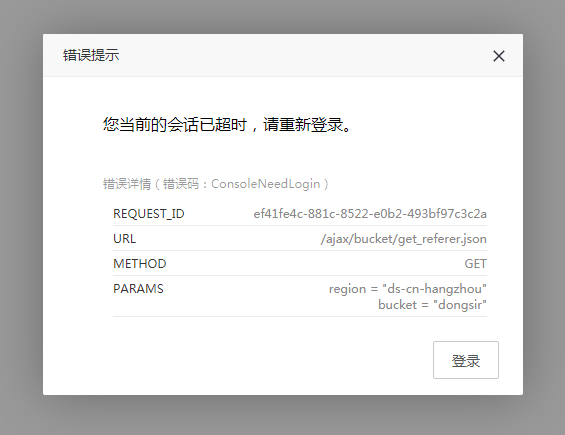 错误提示
您当前的会话已超时，请重新登录。
错误详情（错误码：ConsoleNeedLogin）
REQUEST_ID ef41fe4c-881c-8522-e0b2-493bf97c3c2a
URL /ajax/bucket/get_referer.json
METHOD GET
PARAMS region = "ds-cn-hangzhou"
bucket = "dongsir"
登录